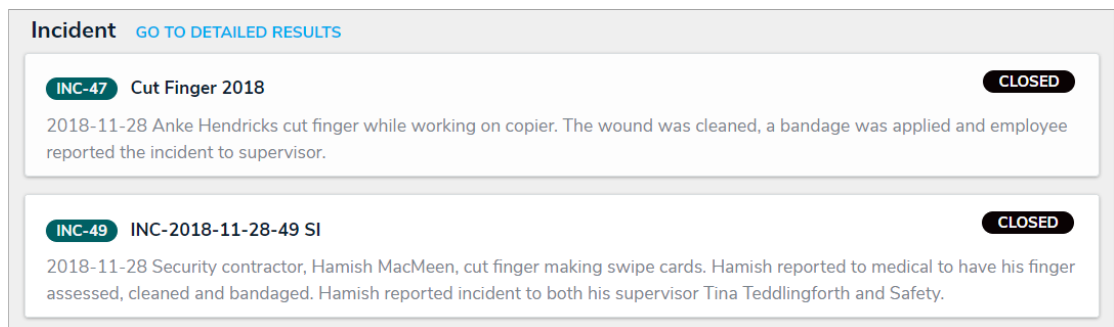 Incident GO TO DETAILED RESULTS
INC-47 Cut Finger 2018 CLOSED
2018-11-28 Anke Hendricks cut finger while working on copier. The wound was cleaned, a bandage was applied and employee
reported the incident to supervisor.
INC-49 INC-2018-11-28-49 SI CLOSED
2018-11-28 Security contractor, Hamish MacMeen, cut finger making swipe cards. Hamish reported to medical to have his finger
assessed, cleaned and bandaged. Hamish reported incident to both his supervisor Tina Teddlingforth and Safety.